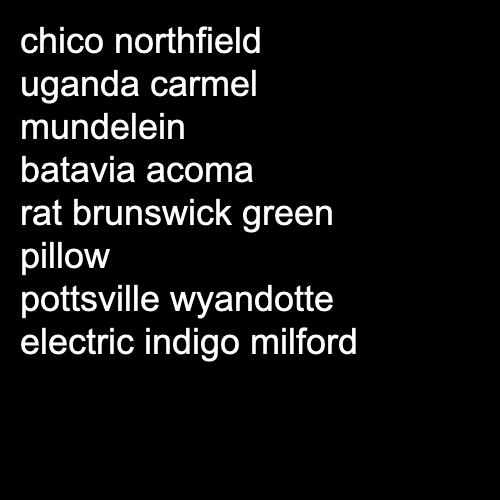 chico northfield
uganda carmel
mundelein
batavia acoma
rat brunswick green
pillow
pottsville wyandotte
electric indigo milford